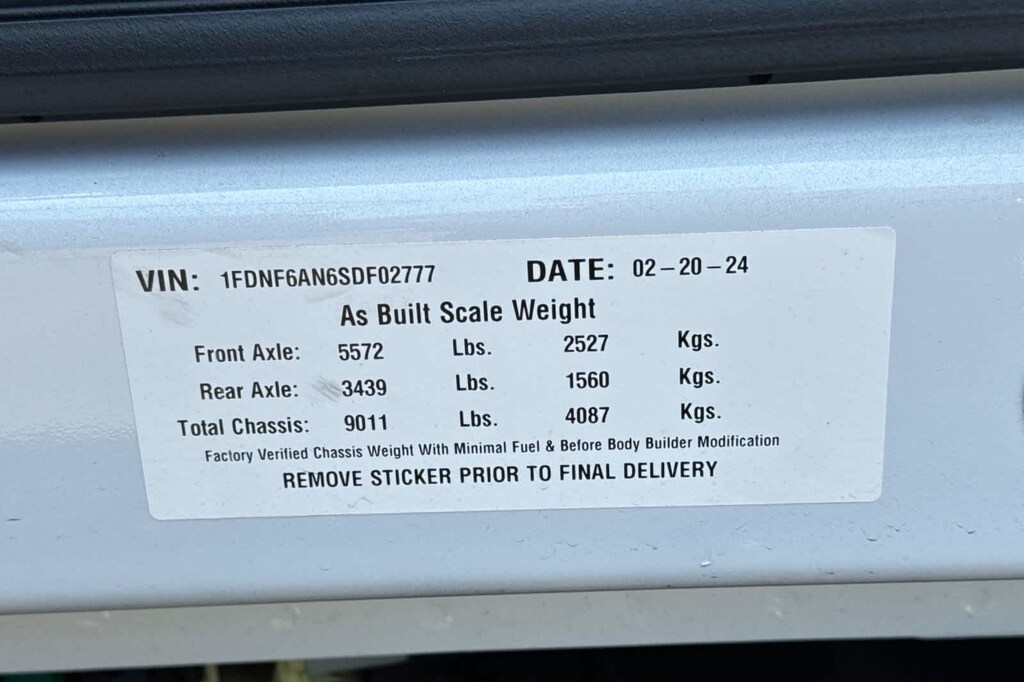 VIN: 1FDNF6AN6SDF02777 DATE: 02-20-24
As Built Scale Weight
Front Axle: 5572 Lbs. 2527 Kgs.
Rear Axle: 3439 Lbs. 1560 Kgs.
Total Chassis: 9011 Lbs. 4087 Kgs.
Factory Verified Chassis Weight With Minimal Fuel & Before Body Builder Modification
REMOVE STICKER PRIOR TO FINAL DELIVERY